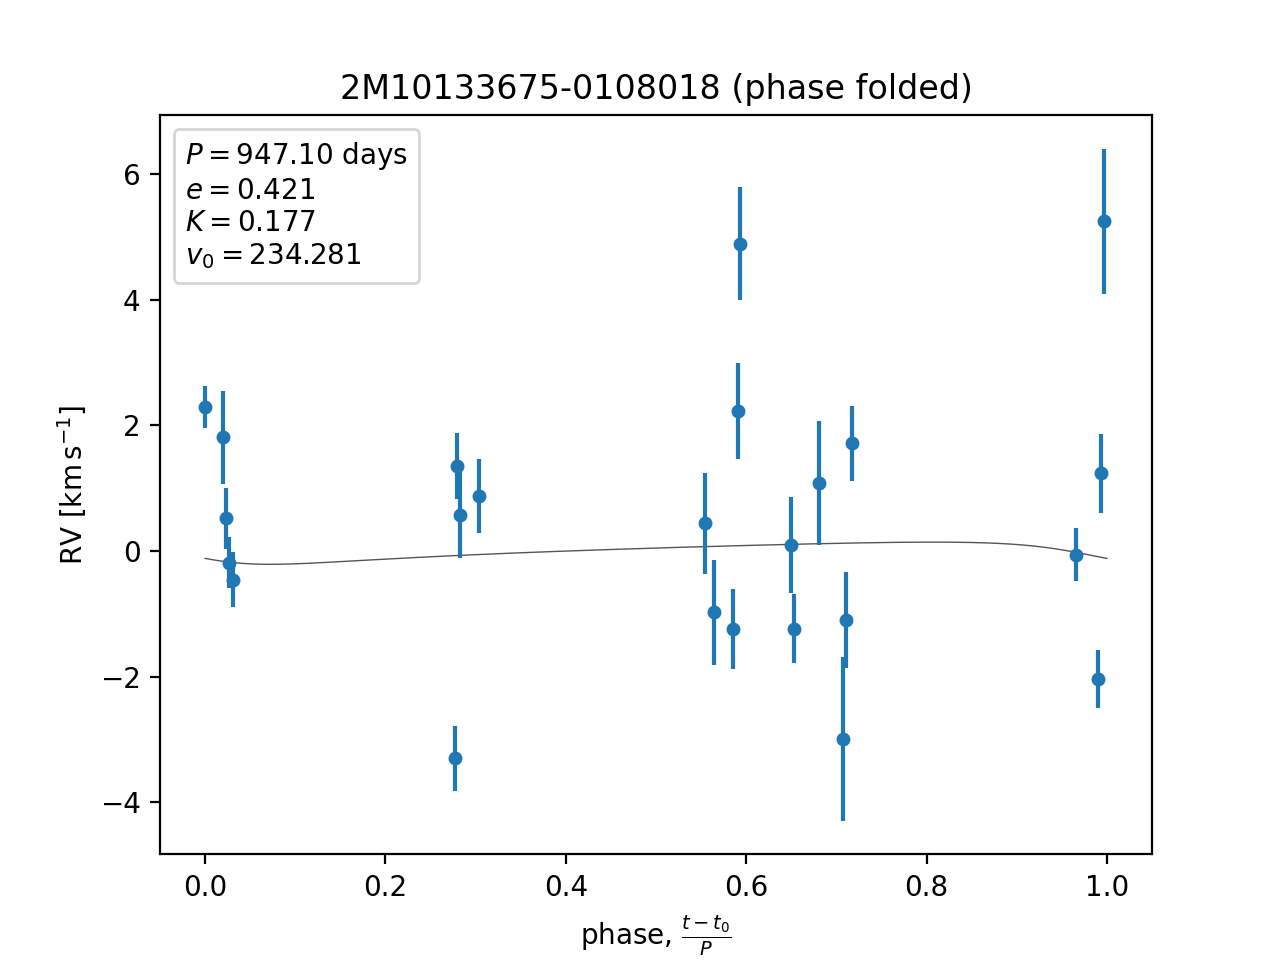 2M10133675-0108018 (phase folded)
P = 947.10 days
e = 0.421
K = 0.177
v₀ = 234.281
RV [km s⁻¹]
6
4
2
0
−2
−4
0.0 0.2 0.4 0.6 0.8 1.0
phase, (t − t₀)/P